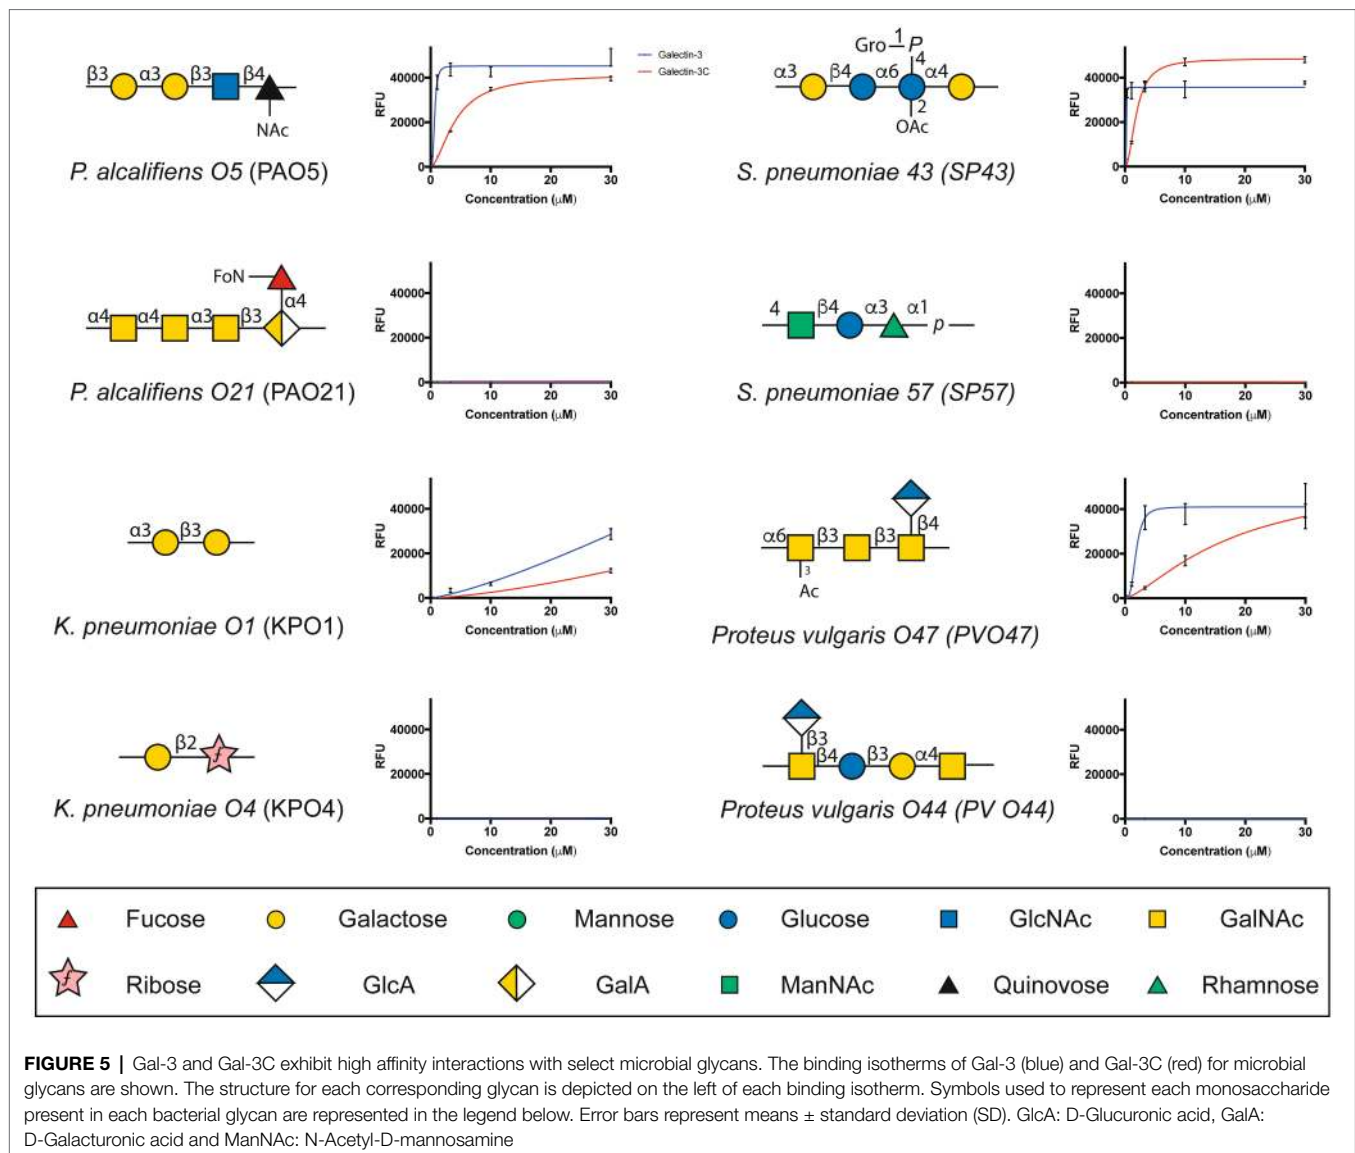 β3 α3 β3 β4
NAc
P. alcalifiens O5 (PAO5)
RFU
40000
20000
0
0 10 20 30
Concentration (μM)
Galectin-3
Galectin-3C
Gro 1 P
4
α3 β4 α6 α4
2
OAc
S. pneumoniae 43 (SP43)
RFU
40000
20000
0
0 10 20 30
Concentration (μM)
FoN
α4
α4 α4 α3 β3
P. alcalifiens O21 (PAO21)
RFU
40000
20000
0
0 10 20 30
Concentration (μM)
4 β4 α3 α1
p
S. pneumoniae 57 (SP57)
RFU
40000
20000
0
0 10 20 30
Concentration (μM)
α3 β3
K. pneumoniae O1 (KPO1)
RFU
40000
20000
0
0 10 20 30
Concentration (μM)
β4
α6 β3 β3
3
Ac
Proteus vulgaris O47 (PVO47)
RFU
40000
20000
0
0 10 20 30
Concentration (μM)
β2
f
K. pneumoniae O4 (KPO4)
RFU
40000
20000
0
0 10 20 30
Concentration (μM)
β3
β4 β3 α4
Proteus vulgaris O44 (PV O44)
RFU
40000
20000
0
0 10 20 30
Concentration (μM)
Fucose Galactose Mannose Glucose GlcNAc GalNAc
f Ribose GlcA GalA ManNAc Quinovose Rhamnose
FIGURE 5 | Gal-3 and Gal-3C exhibit high affinity interactions with select microbial glycans. The binding isotherms of Gal-3 (blue) and Gal-3C (red) for microbial
glycans are shown. The structure for each corresponding glycan is depicted on the left of each binding isotherm. Symbols used to represent each monosaccharide
present in each bacterial glycan are represented in the legend below. Error bars represent means ± standard deviation (SD). GlcA: D-Glucuronic acid, GalA:
D-Galacturonic acid and ManNAc: N-Acetyl-D-mannosamine